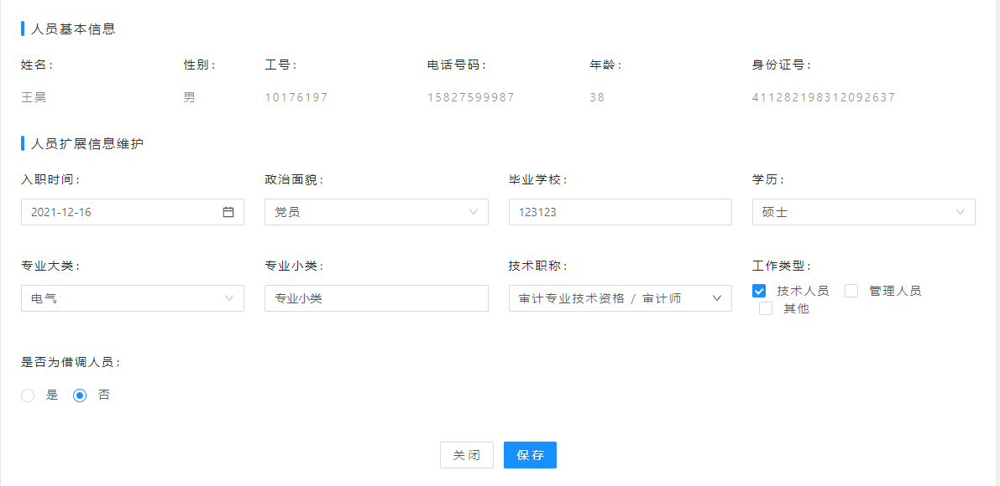 人员基本信息
姓名: 性别: 工号: 电话号码: 年龄: 身份证号:
王昊 男 10176197 15827599987 38 411282198312092637
人员扩展信息维护
入职时间: 政治面貌: 毕业学校: 学历:
2021-12-16 党员 123123 硕士
专业大类: 专业小类: 技术职称: 工作类型:
电气 专业小类 审计专业技术资格 / 审计师 技术人员 管理人员
其他
是否为借调人员:
是 否
关闭 保存